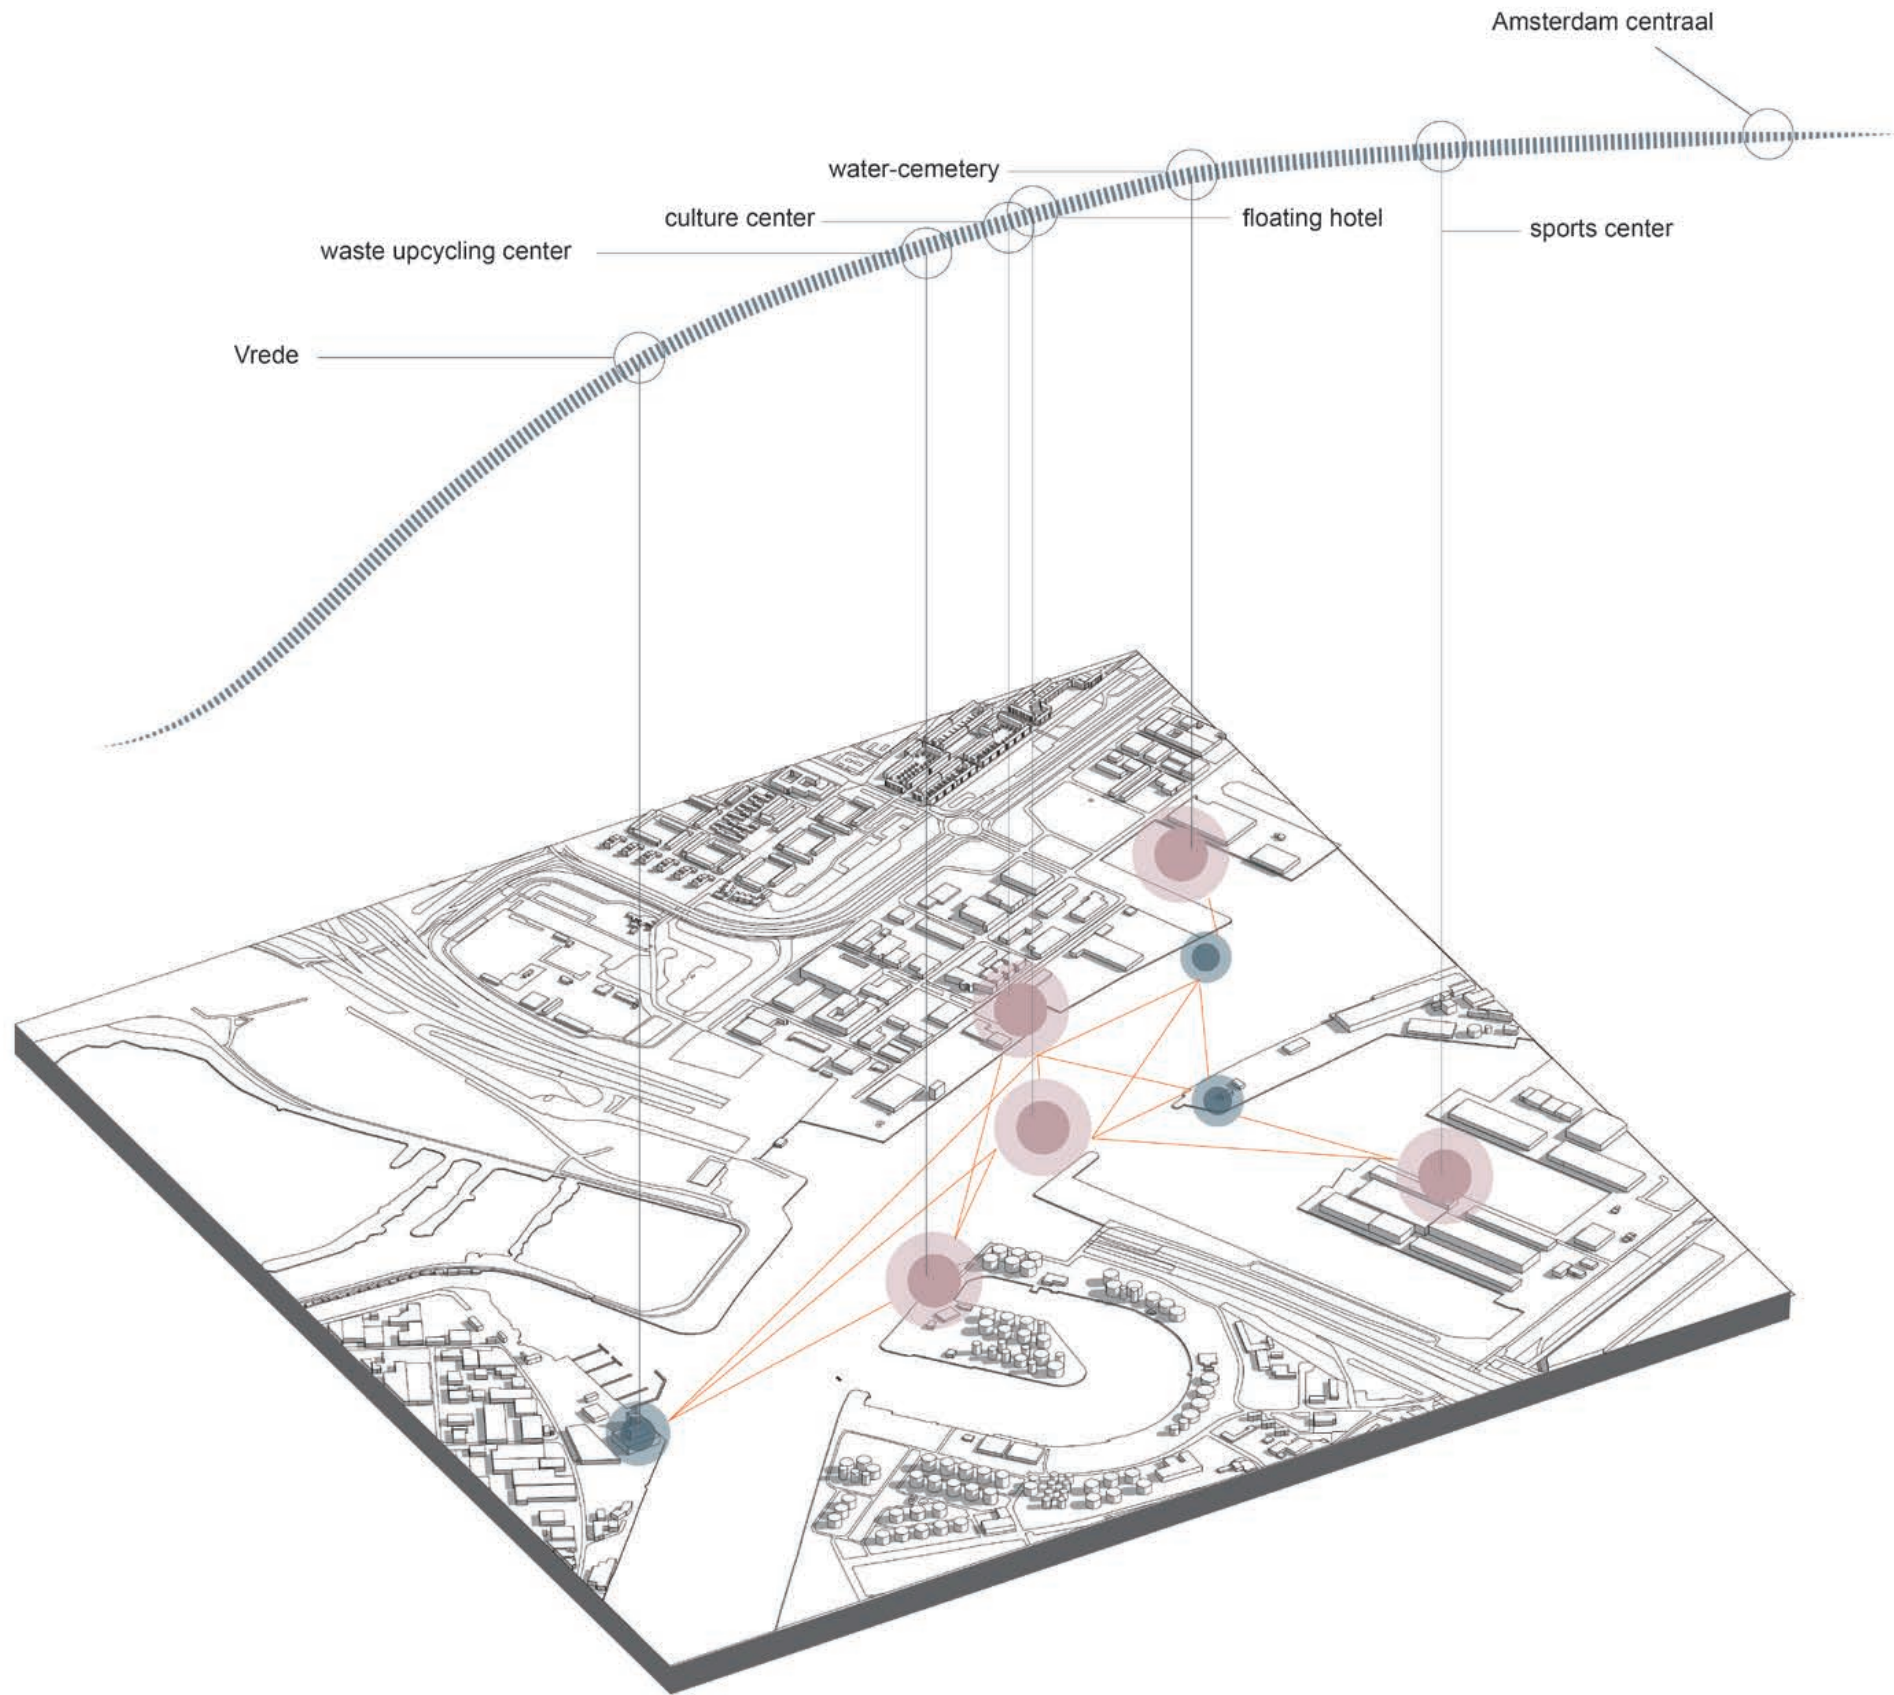 Amsterdam centraal
water-cemetery
culture center
floating hotel
sports center
waste upcycling center
Vrede